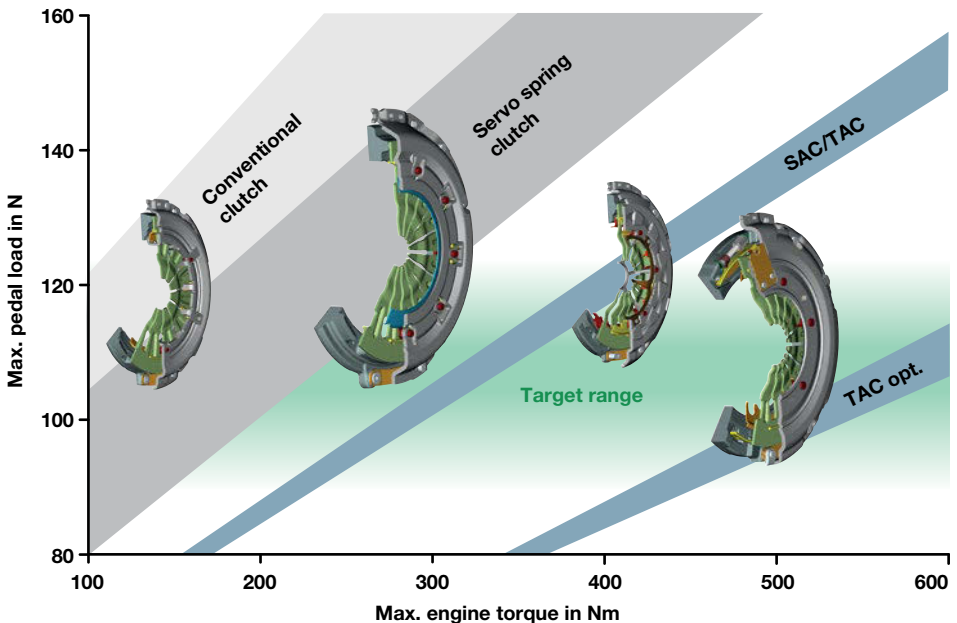 Max. pedal load in N
160
140
120
100
80
Conventional
clutch
Servo spring
clutch
SAC/TAC
TAC opt.
Target range
100
200
300
400
500
600
Max. engine torque in Nm